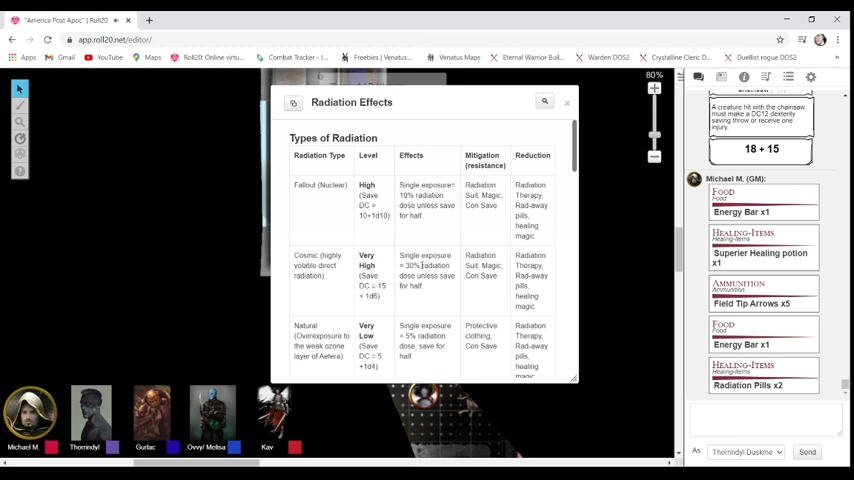 "America Post Apoc" | Roll20
app.roll20.net/editor/
Apps
Gmail
YouTube
Maps
Roll20: Online virtu...
Combat Tracker - I...
Freebies | Venatus...
Venatus Maps
Eternal Warrior Buil...
Warden DOS2
Crystalline Cleric D...
Duellist rogue DOS2
80%
Radiation Effects
Types of Radiation
Radiation Type
Level
Effects
Mitigation
(resistance)
Reduction
Fallout (Nuclear)
High
(Save
DC =
10+1d10)
Single exposure=
10% radiation
dose unless save
for half
Radiation
Suit, Magic,
Con Save
Radiation
Therapy,
Rad-away
pills,
healing
magic
Cosmic (highly
volatile direct
radiation)
Very
High
(Save
DC = 15
+ 1d6)
Single exposure
= 30% radiation
dose unless save
for half.
Radiation
Suit, Magic,
Con Save
Radiation
Therapy,
Rad-away
pills,
healing
magic
Natural
(Overexposure to
the weak ozone
layer of Aetera)
Very
Low
(Save
DC = 5
+1d4)
Single exposure
= 5% radiation
dose, save for
half
Protective
clothing,
Con Save
Radiation
Therapy,
Rad-away
pills,
healing
magic
A creature hit with the chainsaw
must make a DC12 dexterity
saving throw or receive one
injury.
18 + 15
Michael M. (GM):
FOOD
Food
Energy Bar x1
HEALING-ITEMS
Healing-items
Superier Healing potion
x1
AMMUNITION
Ammunition
Field Tip Arrows x5
FOOD
Food
Energy Bar x1
HEALING-ITEMS
Healing-items
Radiation Pills x2
As:
Thorrindyl Duskme
Send
Michael M.
Thorrindyl
Gurlac
Ovvy/ Melisa
Kav